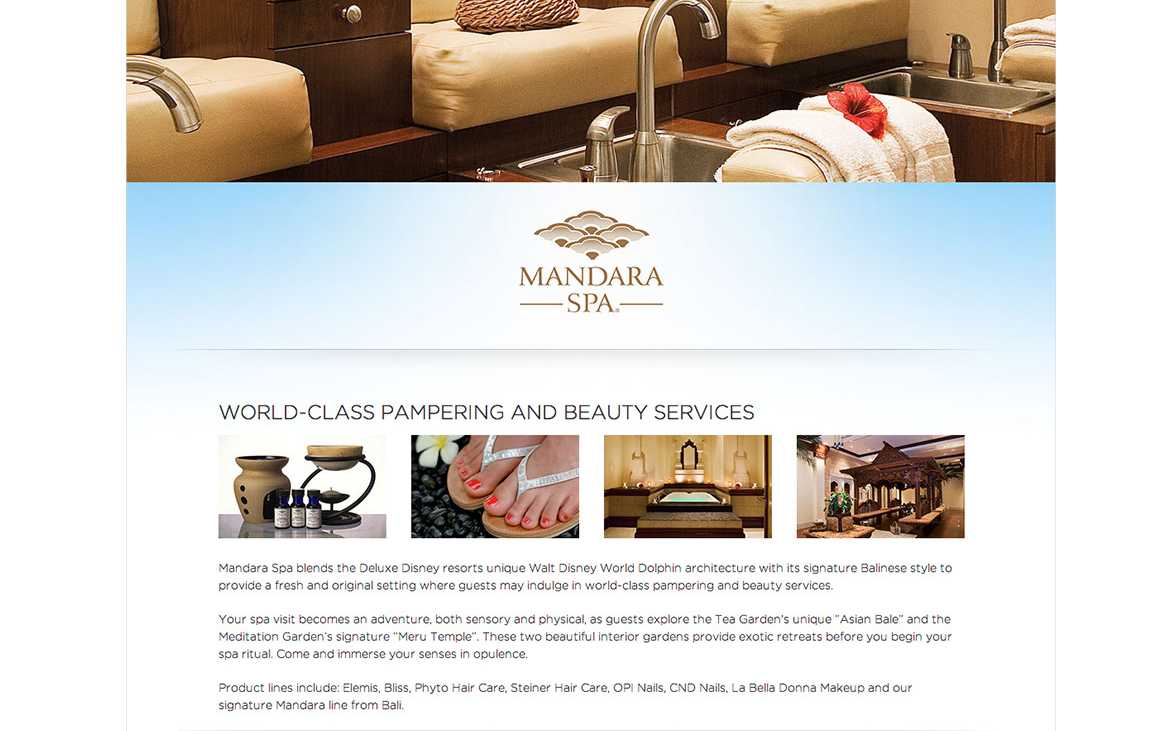 MANDARA
SPA®
WORLD-CLASS PAMPERING AND BEAUTY SERVICES
Mandara Spa blends the Deluxe Disney resorts unique Walt Disney World Dolphin architecture with its signature Balinese style to
provide a fresh and original setting where guests may indulge in world-class pampering and beauty services.
Your spa visit becomes an adventure, both sensory and physical, as guests explore the Tea Garden's unique "Asian Bale" and the
Meditation Garden's signature "Meru Temple". These two beautiful interior gardens provide exotic retreats before you begin your
spa ritual. Come and immerse your senses in opulence.
Product lines include: Elemis, Bliss, Phyto Hair Care, Steiner Hair Care, OPI Nails, CND Nails, La Bella Donna Makeup and our
signature Mandara line from Bali.